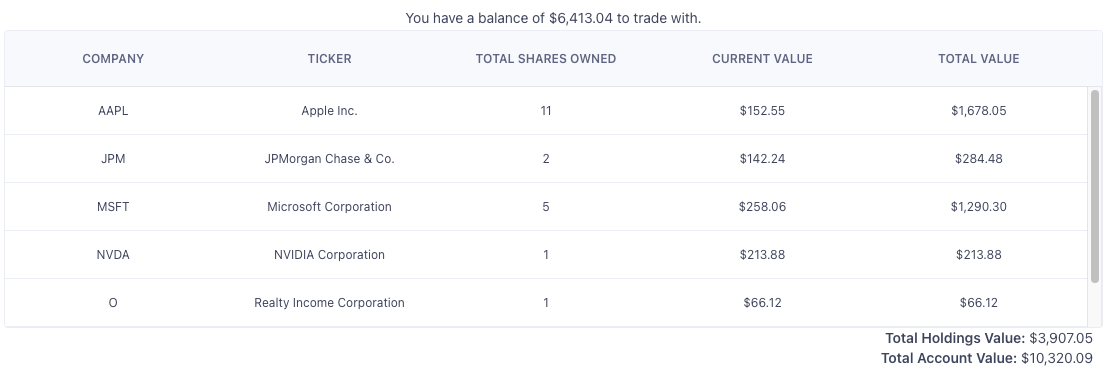 You have a balance of $6,413.04 to trade with.
COMPANY TICKER TOTAL SHARES OWNED CURRENT VALUE TOTAL VALUE
AAPL Apple Inc. 11 $152.55 $1,678.05
JPM JPMorgan Chase & Co. 2 $142.24 $284.48
MSFT Microsoft Corporation 5 $258.06 $1,290.30
NVDA NVIDIA Corporation 1 $213.88 $213.88
O Realty Income Corporation 1 $66.12 $66.12
Total Holdings Value: $3,907.05
Total Account Value: $10,320.09